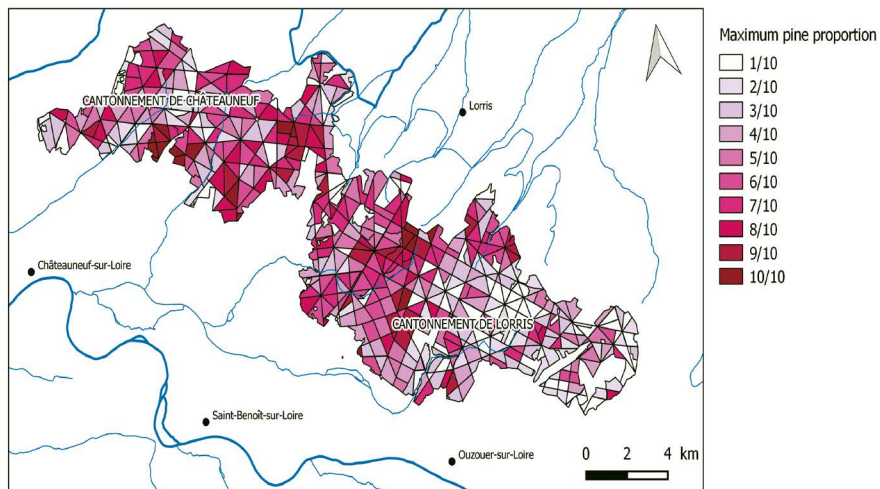 Maximum pine proportion
1/10
2/10
3/10
4/10
5/10
6/10
7/10
8/10
9/10
10/10
CANTONNEMENT DE CHÂTEAUNEUF
Lorris
Châteauneuf-sur-Loire
CANTONNEMENT DE LORRIS
Saint-Benoît-sur-Loire
Ouzouer-sur-Loire
0 2 4 km